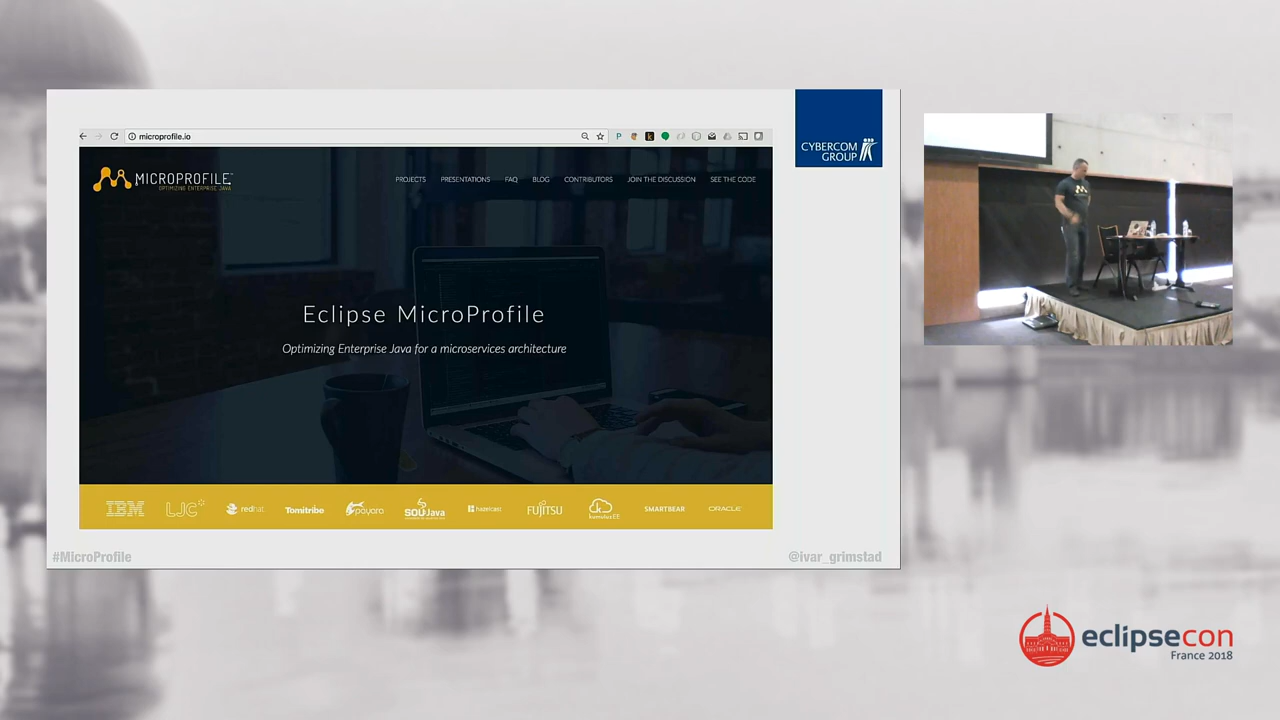 microprofile.io
CYBERCOM
GROUP
MICROPROFILE
OPTIMIZING ENTERPRISE JAVA
PROJECTS PRESENTATIONS FAQ BLOG CONTRIBUTORS JOIN THE DISCUSSION SEE THE CODE
Eclipse MicroProfile
Optimizing Enterprise Java for a microservices architecture
IBM LJC redhat Tomitribe payara SOUJava hazelcast FUJITSU kumuluzEE SMARTBEAR ORACLE
#MicroProfile @ivar_grimstad
eclipsecon
France 2018